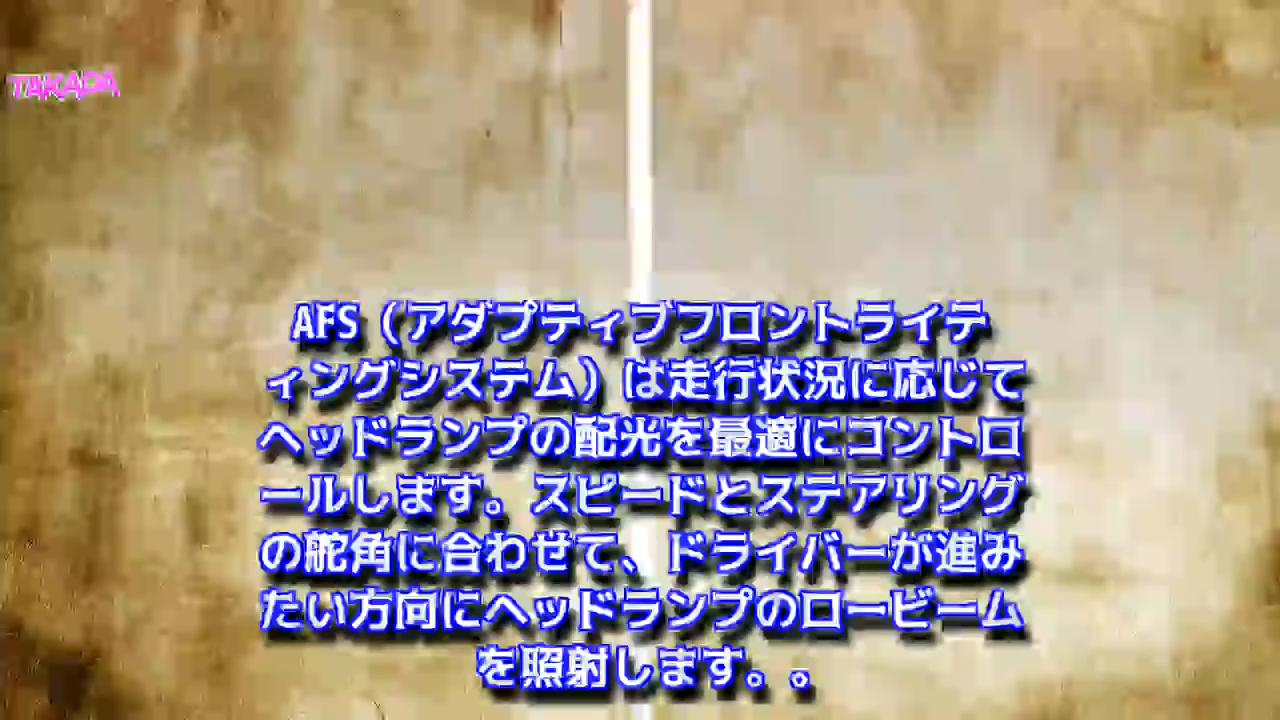 TAKADA
AFS（アダプティブフロントライテ
ィングシステム）は走行状況に応じて
ヘッドランプの配光を最適にコントロ
ールします。スピードとステアリング
の舵角に合わせて、ドライバーが進み
たい方向にヘッドランプのロービーム
を照射します。。